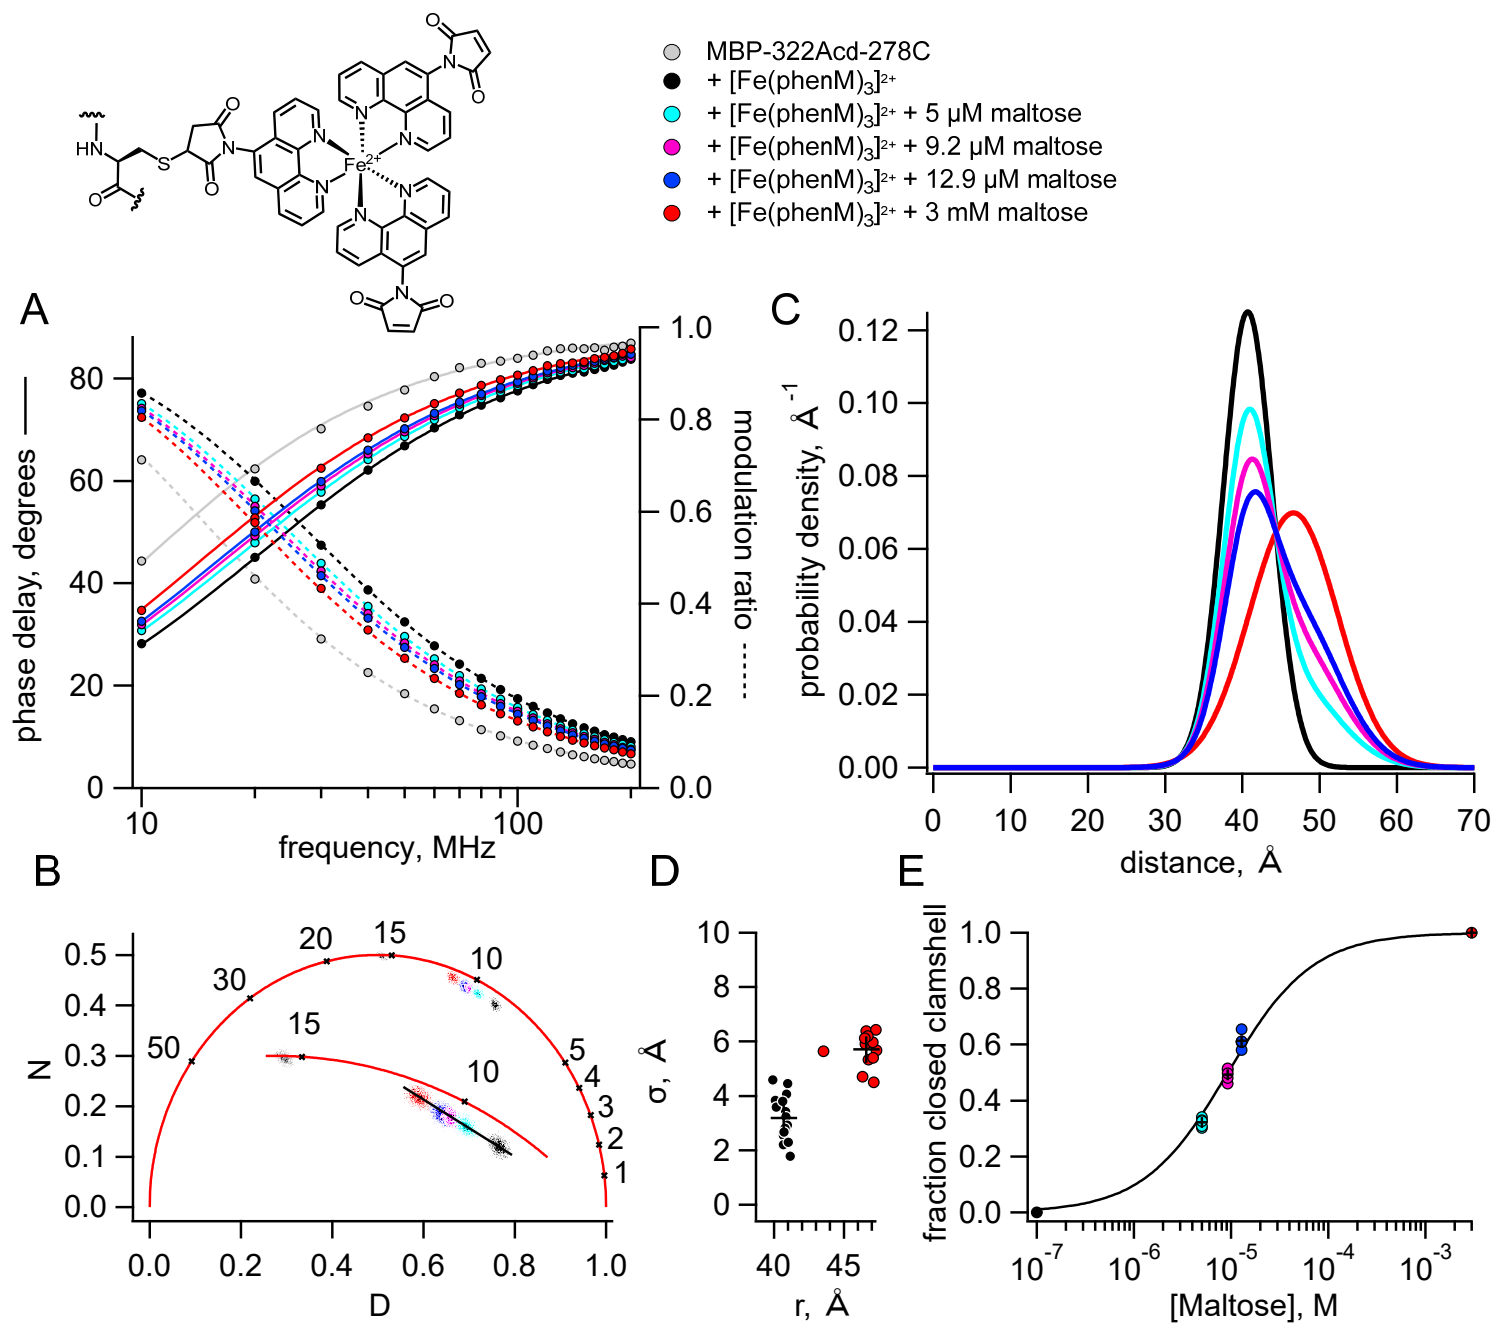 MBP-322Acd-278C
+ [Fe(phenM)₃]²⁺
+ [Fe(phenM)₃]²⁺ + 5 µM maltose
+ [Fe(phenM)₃]²⁺ + 9.2 µM maltose
+ [Fe(phenM)₃]²⁺ + 12.9 µM maltose
+ [Fe(phenM)₃]²⁺ + 3 mM maltose
O
N
O
O
HN
S
N
O
O
N
N
N
N
Fe²⁺
N
N
N
O
O
A
phase delay, degrees
80
60
40
20
0
10
100
frequency, MHz
1.0
0.8
0.6
0.4
0.2
0.0
modulation ratio
C
probability density, Å⁻¹
0.12
0.10
0.08
0.06
0.04
0.02
0.00
0 10 20 30 40 50 60 70
distance, Å
B
N
0.5
0.4
0.3
0.2
0.1
0.0
50
30
20
15
10
5
4
3
2
1
15
10
0.0 0.2 0.4 0.6 0.8 1.0
D
D
σ, Å
10
8
6
4
2
0
40 45
r, Å
E
fraction closed clamshell
1.0
0.8
0.6
0.4
0.2
0.0
10⁻⁷ 10⁻⁶ 10⁻⁵ 10⁻⁴ 10⁻³
[Maltose], M